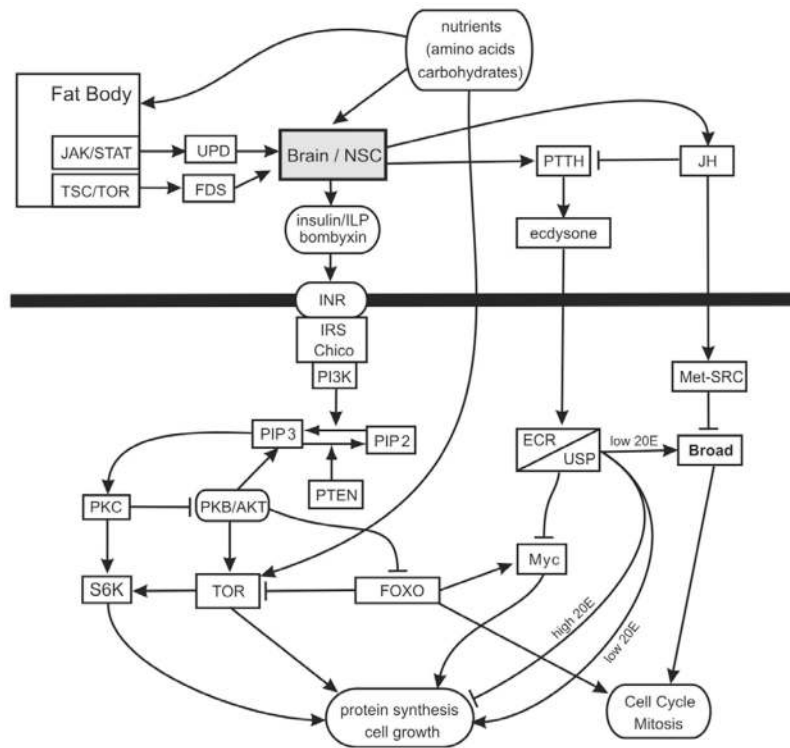 nutrients
(amino acids
carbohydrates)
Fat Body
JAK/STAT
UPD
Brain / NSC
PTTH
JH
TSC/TOR
FDS
insulin/ILP
bombyxin
ecdysone
INR
IRS
Chico
PI3K
Met-SRC
PIP3
PIP2
ECR
USP
low 20E
Broad
PTEN
PKC
PKB/AKT
Myc
S6K
TOR
FOXO
high 20E
low 20E
protein synthesis
cell growth
Cell Cycle
Mitosis